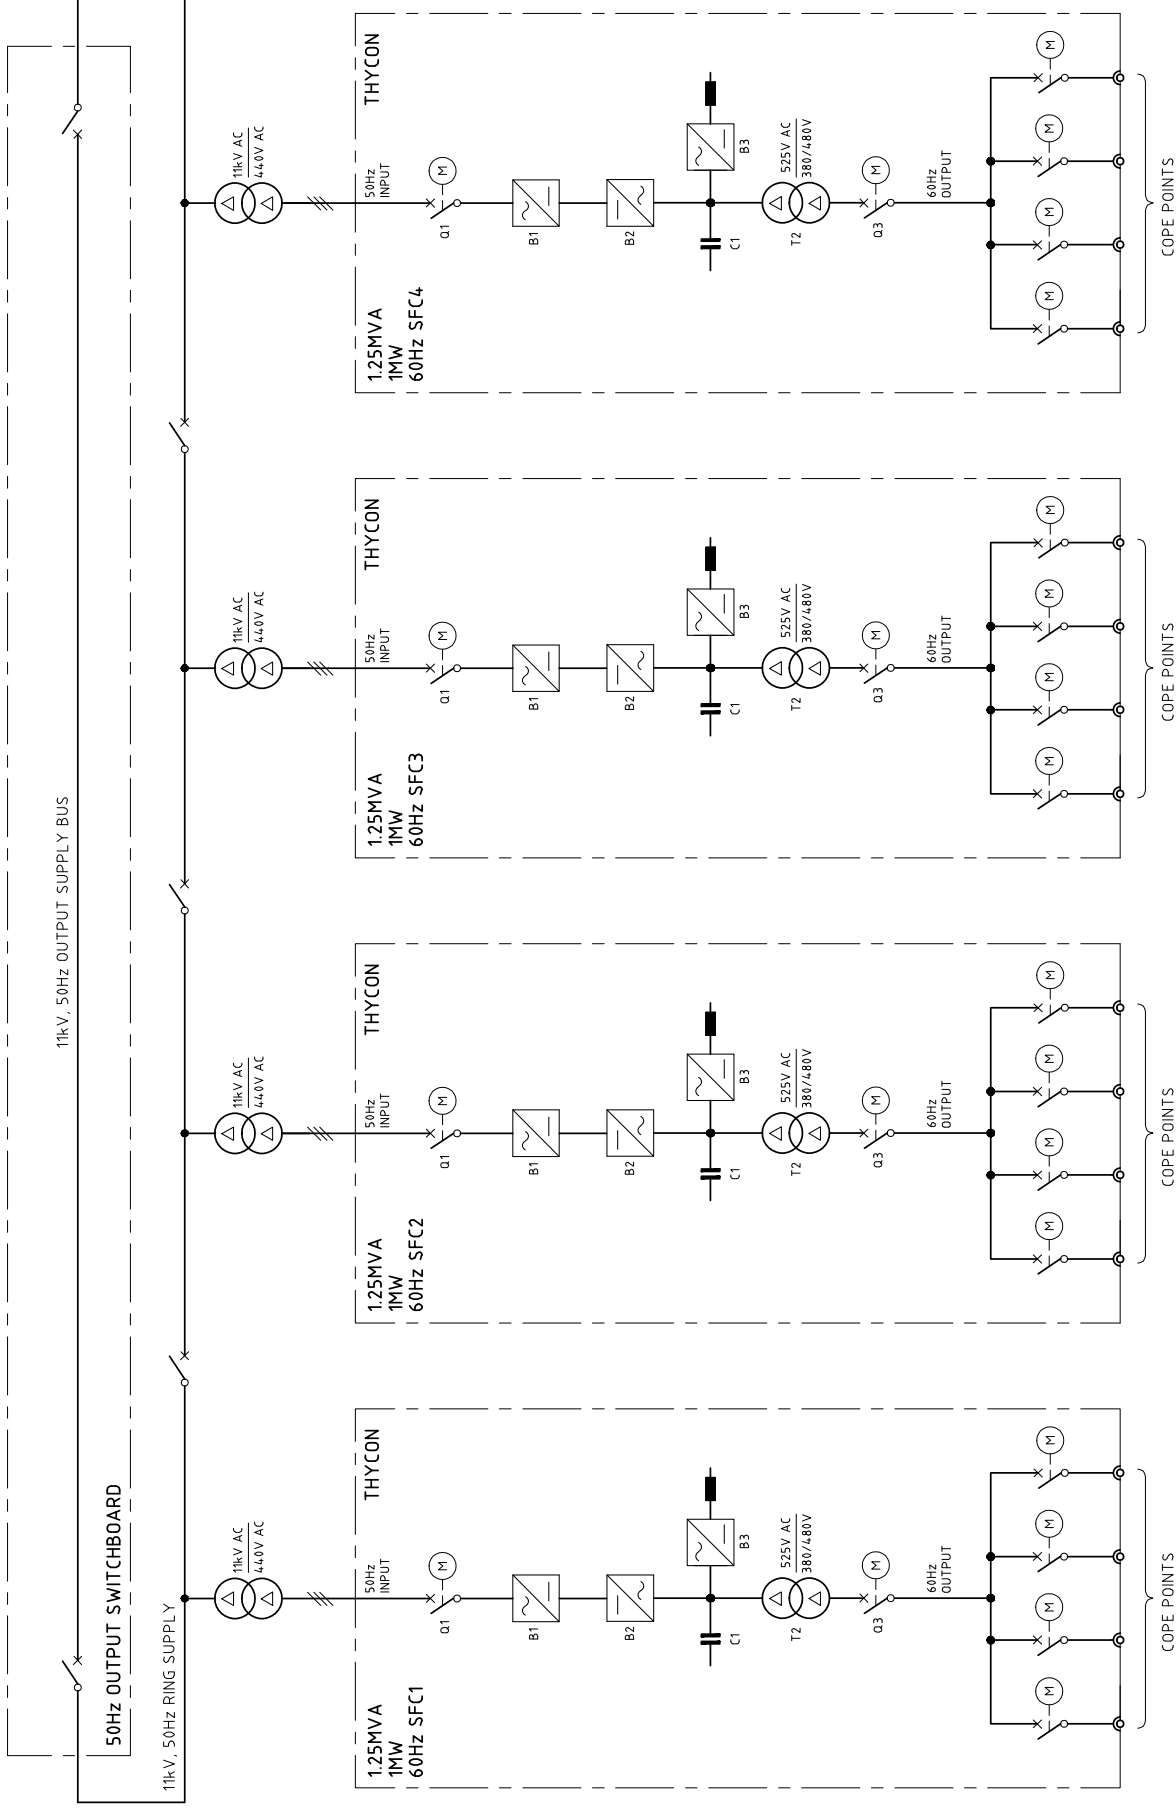 11kV, 50Hz OUTPUT SUPPLY BUS
50Hz OUTPUT SWITCHBOARD
11kV, 50Hz RING SUPPLY
11kV AC
440V AC
1.25MVA
1MW
60Hz SFC1
50Hz
INPUT
THYCON
Q1
M
B1
B2
C1
B3
T2
525V AC
380/480V
Q3
M
60Hz
OUTPUT
M
M
M
M
COPE POINTS
11kV AC
440V AC
1.25MVA
1MW
60Hz SFC2
50Hz
INPUT
THYCON
Q1
M
B1
B2
C1
B3
T2
525V AC
380/480V
Q3
M
60Hz
OUTPUT
M
M
M
M
COPE POINTS
11kV AC
440V AC
1.25MVA
1MW
60Hz SFC3
50Hz
INPUT
THYCON
Q1
M
B1
B2
C1
B3
T2
525V AC
380/480V
Q3
M
60Hz
OUTPUT
M
M
M
M
COPE POINTS
11kV AC
440V AC
1.25MVA
1MW
60Hz SFC4
50Hz
INPUT
THYCON
Q1
M
B1
B2
C1
B3
T2
525V AC
380/480V
Q3
M
60Hz
OUTPUT
M
M
M
M
COPE POINTS